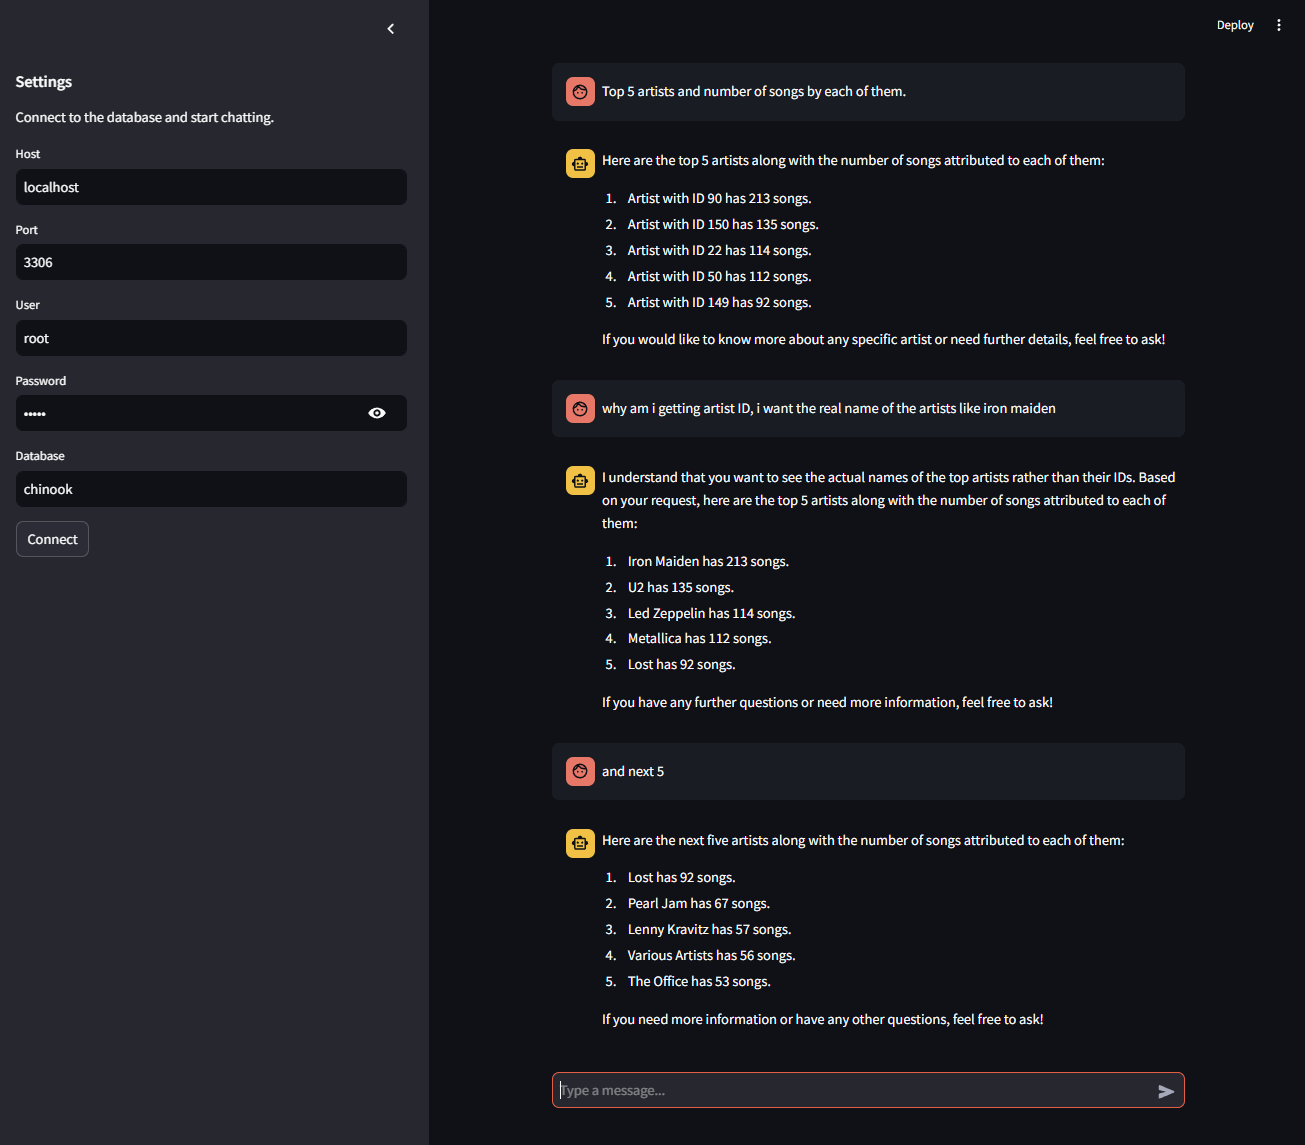 Deploy
Settings
Connect to the database and start chatting.
Host
localhost
Port
3306
User
root
Password
•••••
Database
chinook
Connect
Top 5 artists and number of songs by each of them.
Here are the top 5 artists along with the number of songs attributed to each of them:
1. Artist with ID 90 has 213 songs.
2. Artist with ID 150 has 135 songs.
3. Artist with ID 22 has 114 songs.
4. Artist with ID 50 has 112 songs.
5. Artist with ID 149 has 92 songs.
If you would like to know more about any specific artist or need further details, feel free to ask!
why am i getting artist ID, i want the real name of the artists like iron maiden
I understand that you want to see the actual names of the top artists rather than their IDs. Based
on your request, here are the top 5 artists along with the number of songs attributed to each of
them:
1. Iron Maiden has 213 songs.
2. U2 has 135 songs.
3. Led Zeppelin has 114 songs.
4. Metallica has 112 songs.
5. Lost has 92 songs.
If you have any further questions or need more information, feel free to ask!
and next 5
Here are the next five artists along with the number of songs attributed to each of them:
1. Lost has 92 songs.
2. Pearl Jam has 67 songs.
3. Lenny Kravitz has 57 songs.
4. Various Artists has 56 songs.
5. The Office has 53 songs.
If you need more information or have any other questions, feel free to ask!
Type a message...